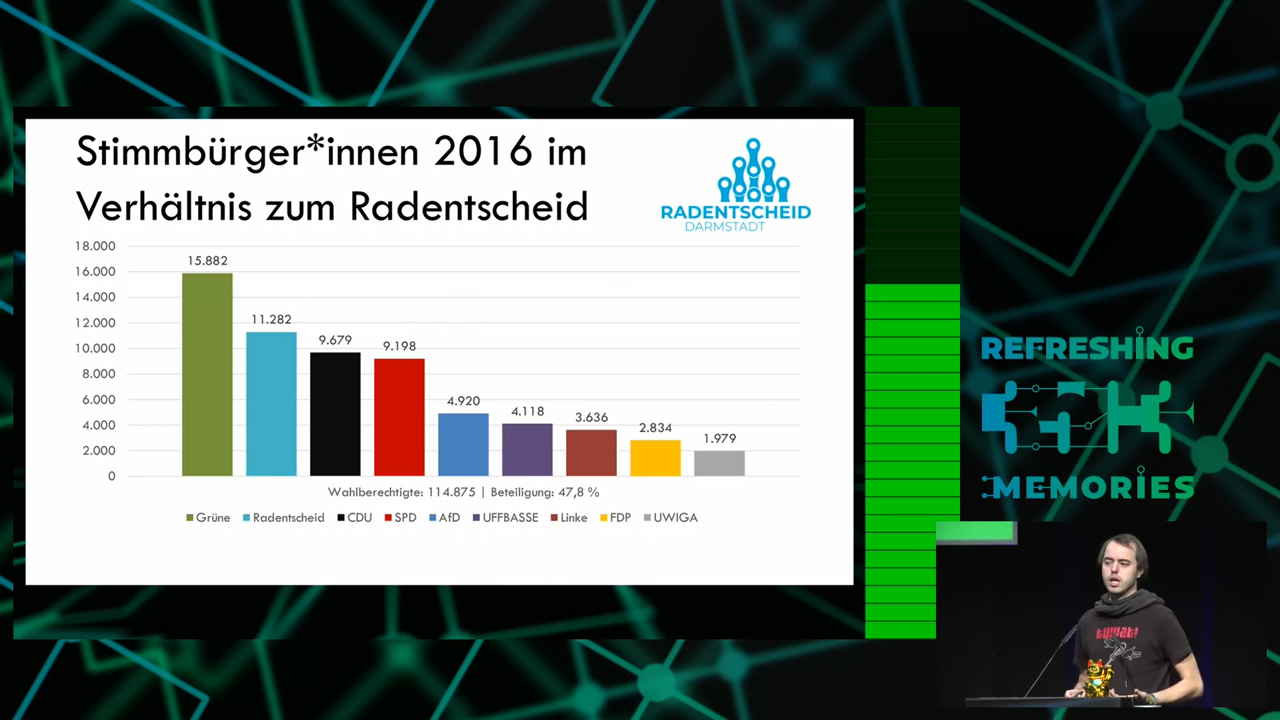 Stimmbürger*innen 2016 im
Verhältnis zum Radentscheid
RADENTSCHEID
DARMSTADT
18.000
16.000
14.000
12.000
10.000
8.000
6.000
4.000
2.000
0
15.882
11.282
9.679
9.198
4.920
4.118
3.636
2.834
1.979
Wahlberechtigte: 114.875 | Beteiligung: 47,8 %
Grüne Radentscheid CDU SPD AfD UFFBASSE Linke FDP UWIGA
REFRESHING
MEMORIES
tuwat!